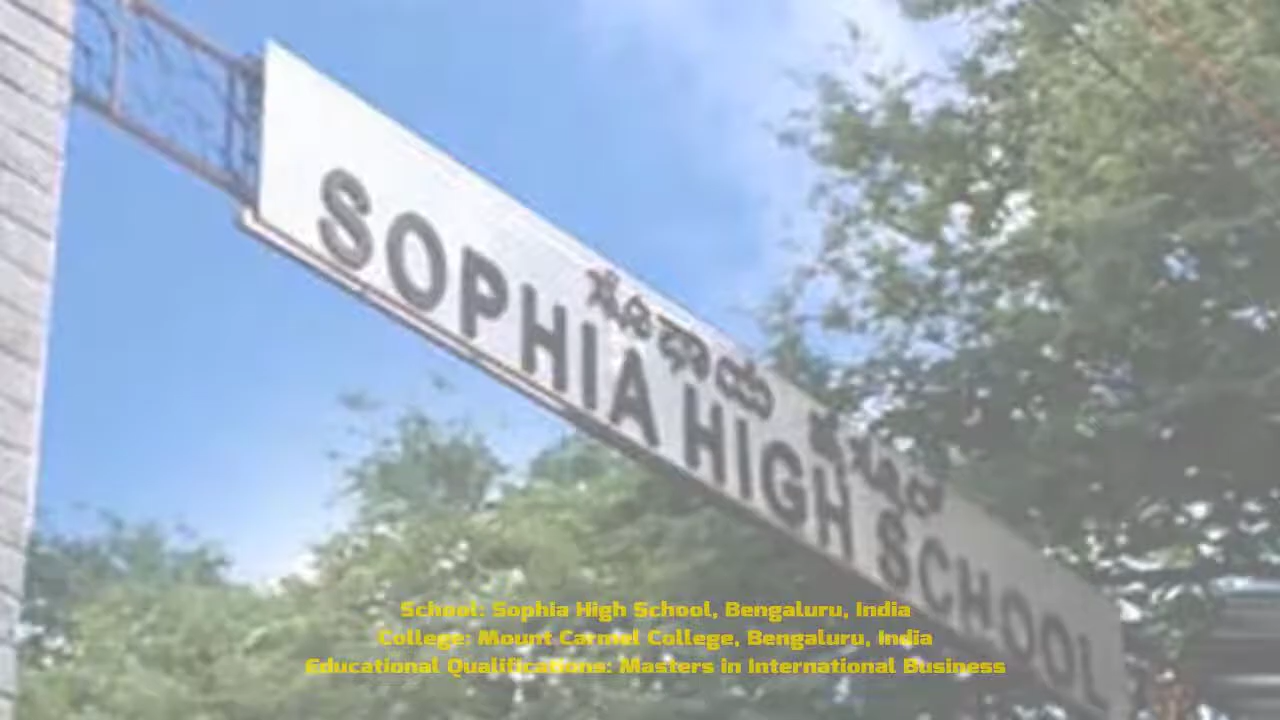 ಸೋಫಿಯಾ
SOPHIA HIGH SCHOOL
School: Sophia High School, Bengaluru, India
College: Mount Carmel College, Bengaluru, India
Educational Qualifications: Masters in International Business